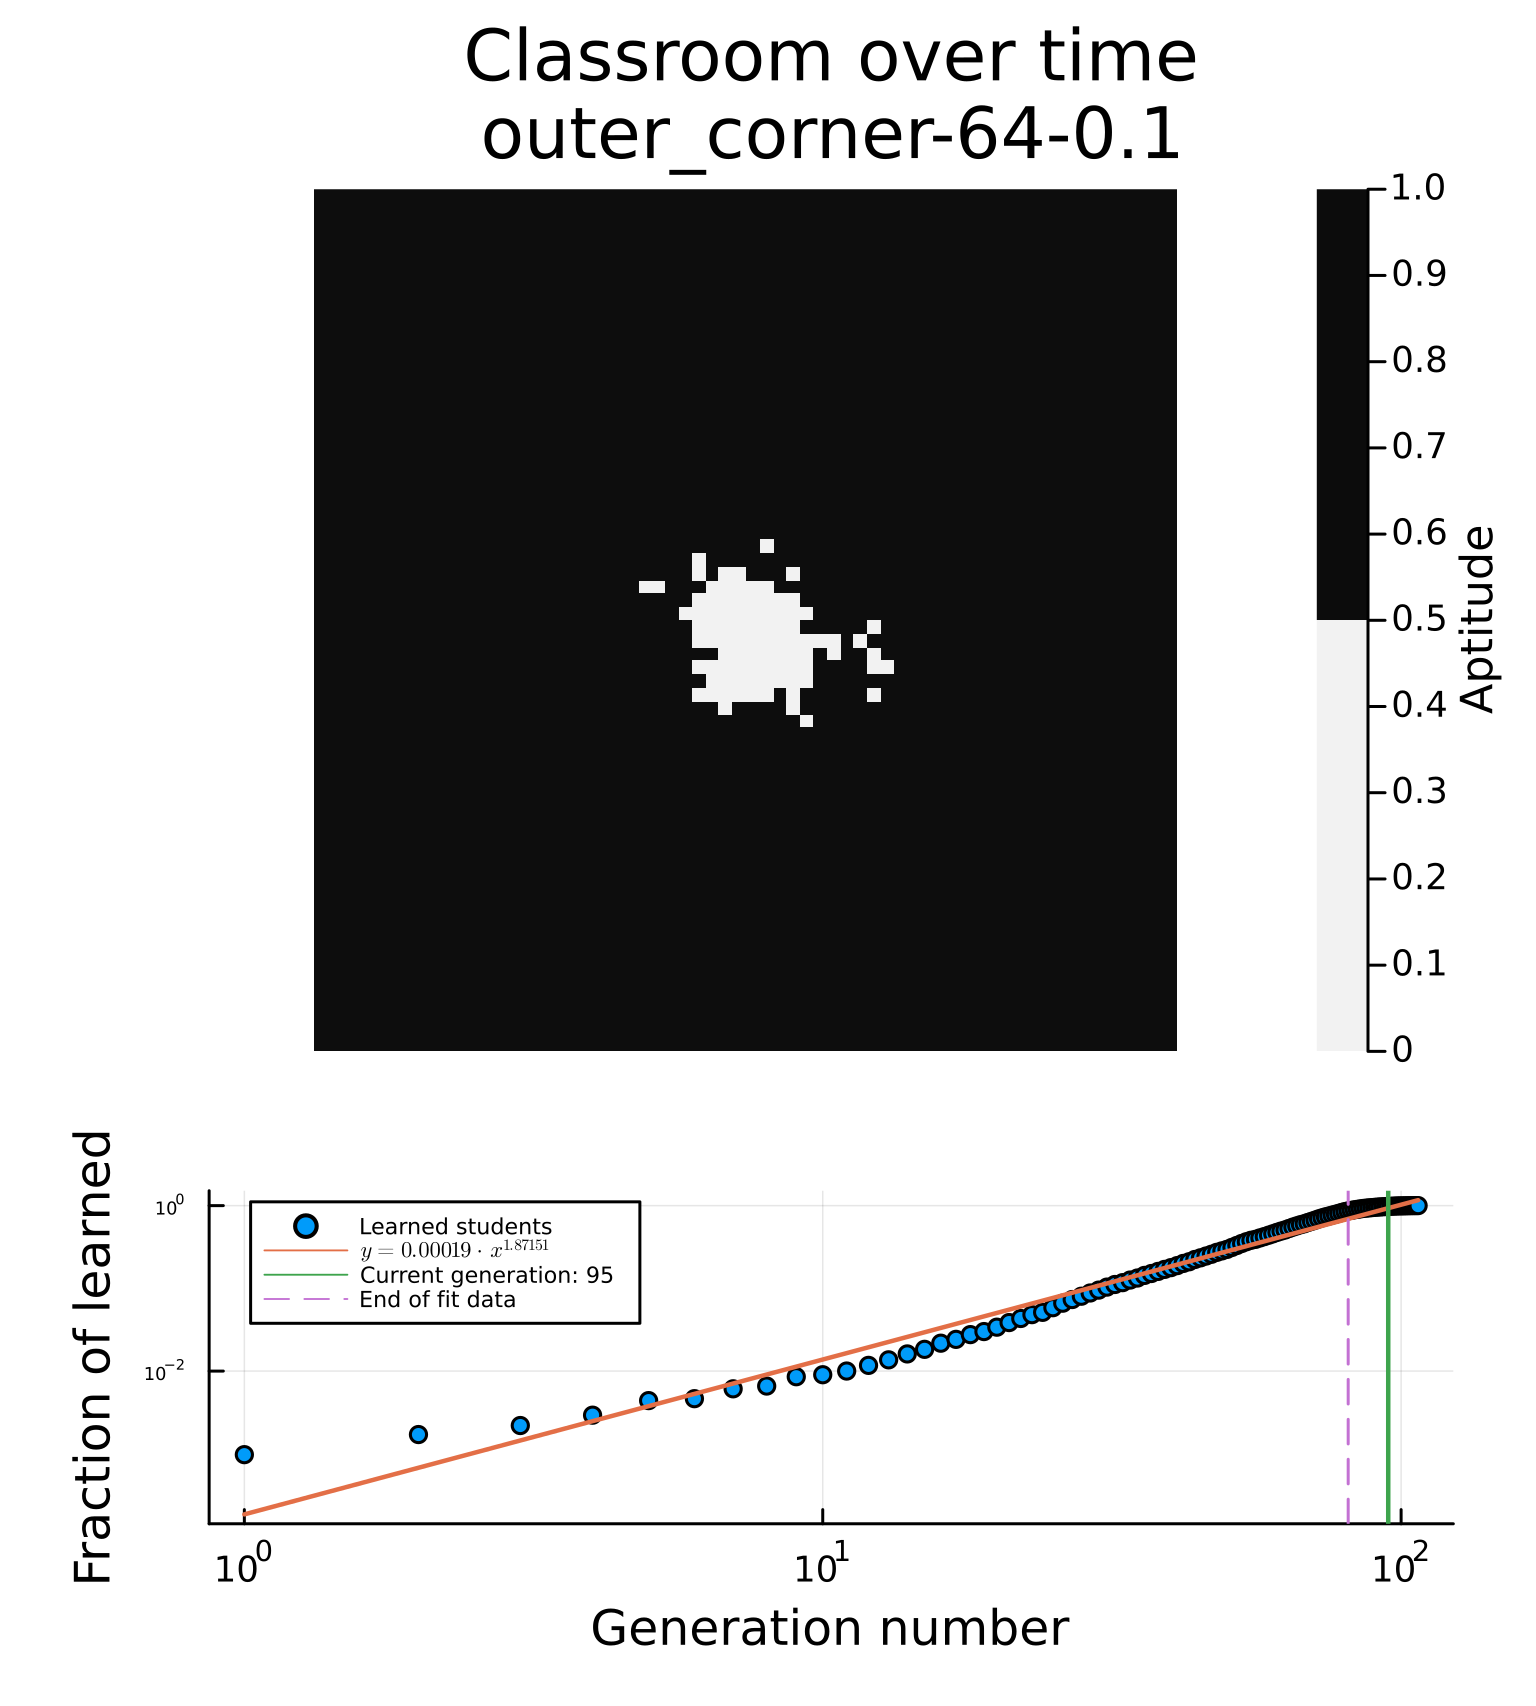 Classroom over time
outer_corner-64-0.1
1.0
0.9
0.8
0.7
0.6
0.5
0.4
0.3
0.2
0.1
0
Aptitude
Fraction of learned
10^0
10^-2
Learned students
y = 0.00019 · x^1.87151
Current generation: 95
End of fit data
10^0
10^1
10^2
Generation number